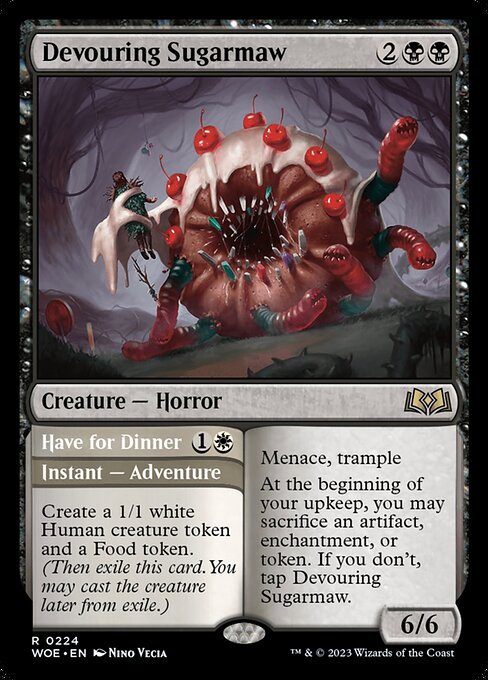 Devouring Sugarmaw 2
Creature — Horror
Have for Dinner 1
Instant — Adventure
Create a 1/1 white
Human creature token
and a Food token.
(Then exile this card. You
may cast the creature
later from exile.)
Menace, trample
At the beginning of
your upkeep, you may
sacrifice an artifact,
enchantment, or
token. If you don't,
tap Devouring
Sugarmaw.
6/6
R 0224
WOE • EN Nino Vecia
™ & © 2023 Wizards of the Coast